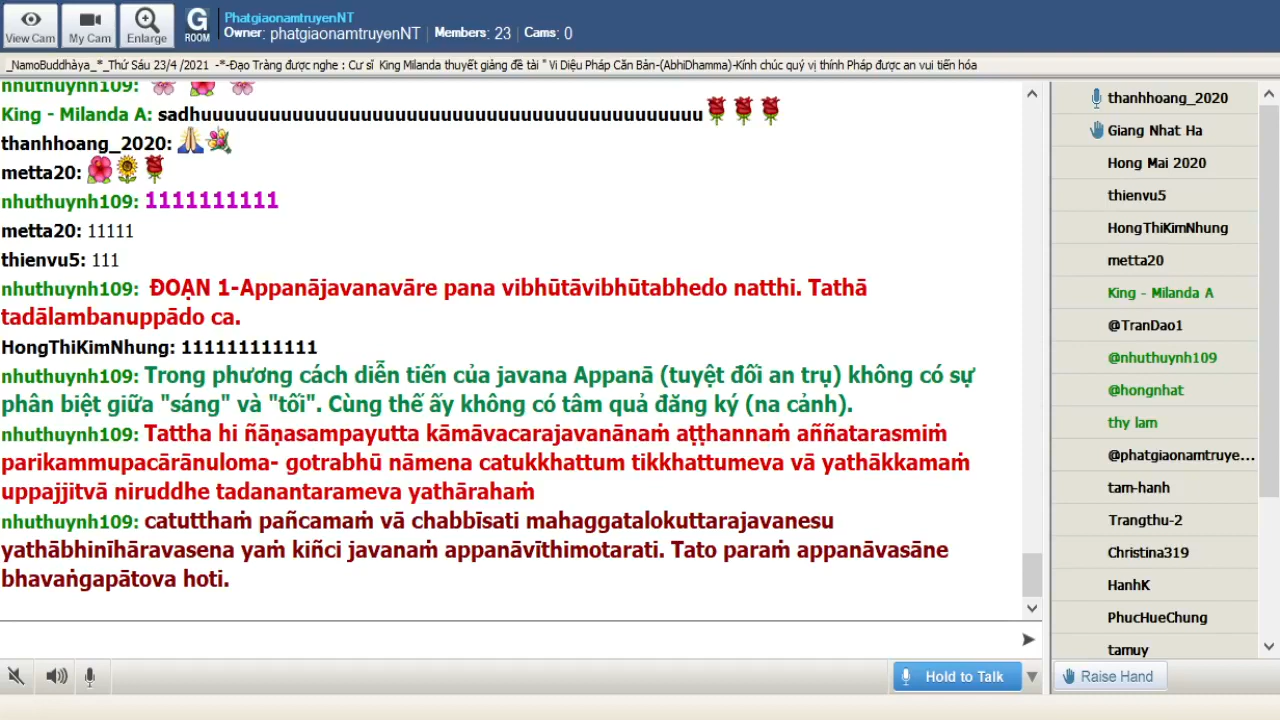 PhatgiaonamtruyenNT
Owner: phatgiaonamtruyenNT Members: 23 Cams: 0
View Cam My Cam Enlarge G ROOM
_NamoBuddhàya_*_Thứ Sáu 23/4 /2021 -*-Đạo Tràng được nghe : Cư sĩ King Milanda thuyết giảng đề tài " Vi Diệu Pháp Căn Bản-(AbhiDhamma)-Kính chúc quý vị thính Pháp được an vui tiến hóa
nhuthuynh109:
King - Milanda A: sadhuuuuuuuuuuuuuuuuuuuuuuuuuuuuuuuuuuuuuuuuuuuu
thanhhoang_2020:
metta20:
nhuthuynh109: 1111111111
metta20: 11111
thienvu5: 111
nhuthuynh109: ĐOẠN 1-Appanājavanavāre pana vibhūtāvibhūtabhedo natthi. Tathā
tadālambanuppādo ca.
HongThiKimNhung: 111111111111
nhuthuynh109: Trong phương cách diễn tiến của javana Appanā (tuyệt đối an trụ) không có sự
phân biệt giữa "sáng" và "tối". Cùng thế ấy không có tâm quả đăng ký (na cảnh).
nhuthuynh109: Tattha hi ñāṇasampayutta kāmāvacarajavanānaṁ aṭṭhannaṁ aññatarasmiṁ
parikammupacārānuloma- gotrabhū nāmena catukkhattum tikkhattumeva vā yathākkamaṁ
uppajjitvā niruddhe tadanantarameva yathārahaṁ
nhuthuynh109: catutthaṁ pañcamaṁ vā chabbīsati mahaggatalokuttarajavanesu
yathābhinīhāravasena yaṁ kiñci javanaṁ appanāvīthimotarati. Tato paraṁ appanāvasāne
bhavaṅgapātova hoti.
Hold to Talk
thanhhoang_2020
Giang Nhat Ha
Hong Mai 2020
thienvu5
HongThiKimNhung
metta20
King - Milanda A
@TranDao1
@nhuthuynh109
@hongnhat
thy lam
@phatgiaonamtruye...
tam-hanh
Trangthu-2
Christina319
HanhK
PhucHueChung
tamuy
Raise Hand